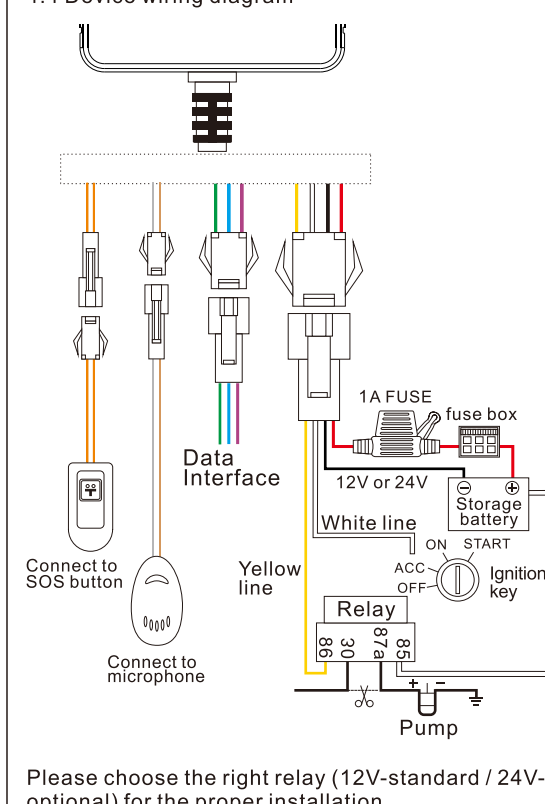 Device wiring diagram
1A FUSE
fuse box
Data
Interface
12V or 24V
Storage
battery
White line
ON START
ACC
OFF
Ignition
key
Connect to
SOS button
Yellow
line
Relay
86 30 87a 85
Connect to
microphone
Pump
Please choose the right relay (12V-standard / 24V-
optional) for the proper installation